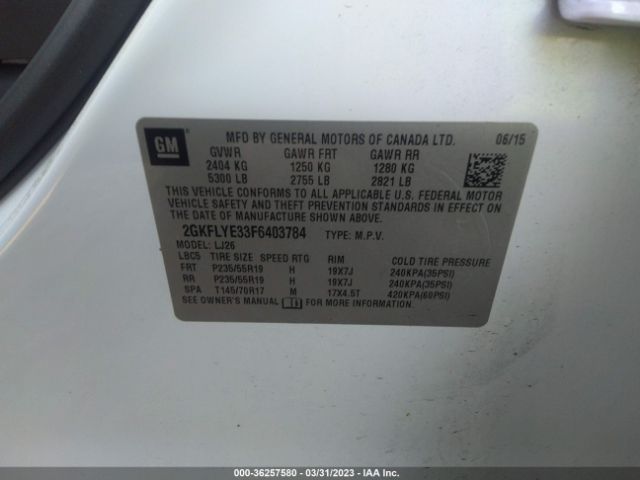 GM
MFD BY GENERAL MOTORS OF CANADA LTD. 06/15
GVWR GAWR FRT GAWR RR
2404 KG 1250 KG 1280 KG
5300 LB 2755 LB 2821 LB
THIS VEHICLE CONFORMS TO ALL APPLICABLE U.S. FEDERAL MOTOR
VEHICLE SAFETY AND THEFT PREVENTION STANDARDS IN EFFECT ON
THE DATE OF MANUFACTURE SHOWN ABOVE.
2GKFLYE33F6403784 TYPE: M.P.V.
MODEL: LJ26
LBC5 TIRE SIZE SPEED RTG RIM COLD TIRE PRESSURE
FRT P235/55R19 H 19X7J 240KPA(35PSI)
RR P235/55R19 H 19X7J 240KPA(35PSI)
SPA T145/70R17 M 17X4.5T 420KPA(60PSI)
SEE OWNER'S MANUAL FOR MORE INFORMATION.
000-36257580 - 03/31/2023 - IAA Inc.